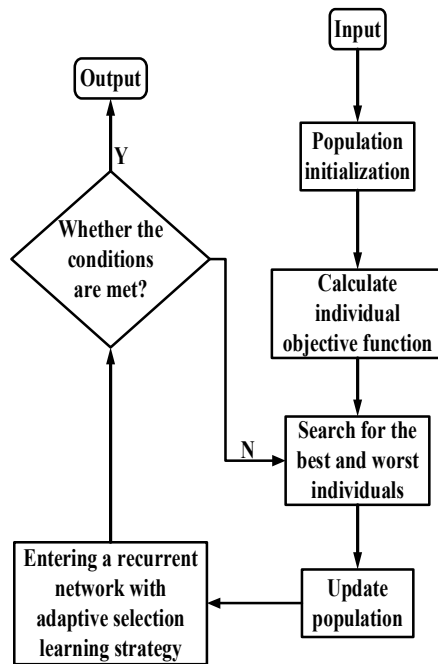 Input
Population
initialization
Calculate
individual
objective function
Search for the
best and worst
individuals
Update
population
Entering a recurrent
network with
adaptive selection
learning strategy
Whether the
conditions
are met?
N
Y
Output